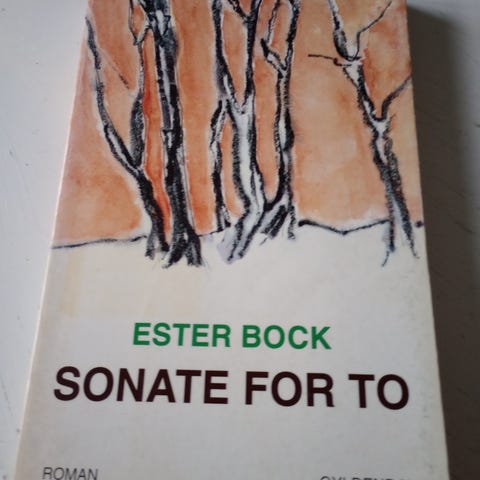 ESTER BOCK
SONATE FOR TO
ROMAN